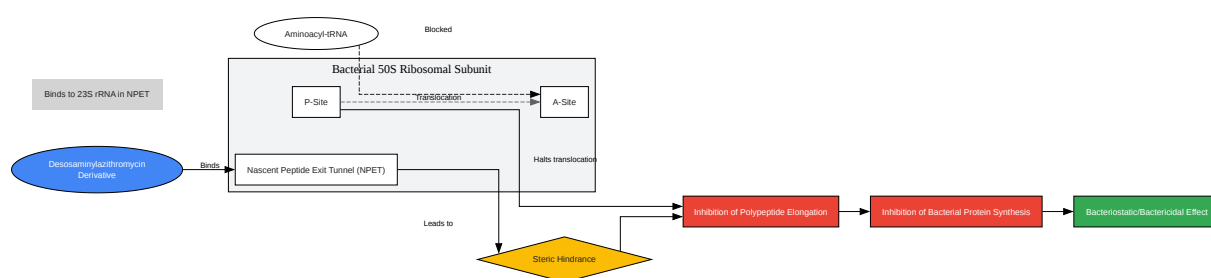 Aminoacyl-tRNA
Blocked
Bacterial 50S Ribosomal Subunit
Binds to 23S rRNA in NPET
P-Site
Translocation
A-Site
Desosaminylazithromycin
Derivative
Binds
Nascent Peptide Exit Tunnel (NPET)
Halts translocation
Leads to
Inhibition of Polypeptide Elongation
Inhibition of Bacterial Protein Synthesis
Bacteriostatic/Bactericidal Effect
Steric Hindrance